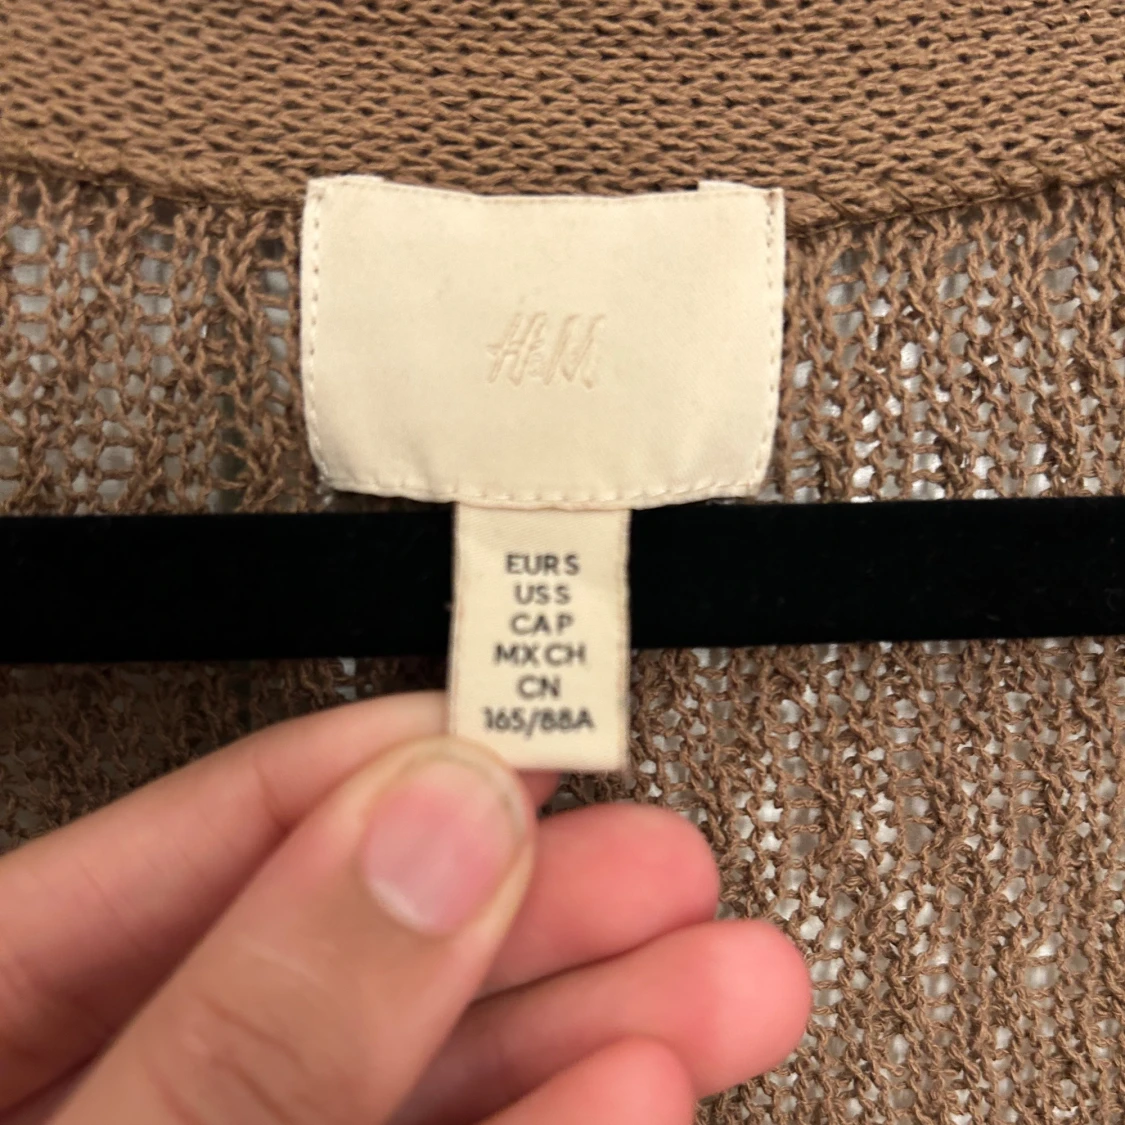 H&M
EUR S
US S
CA P
MX CH
CN
165/88A